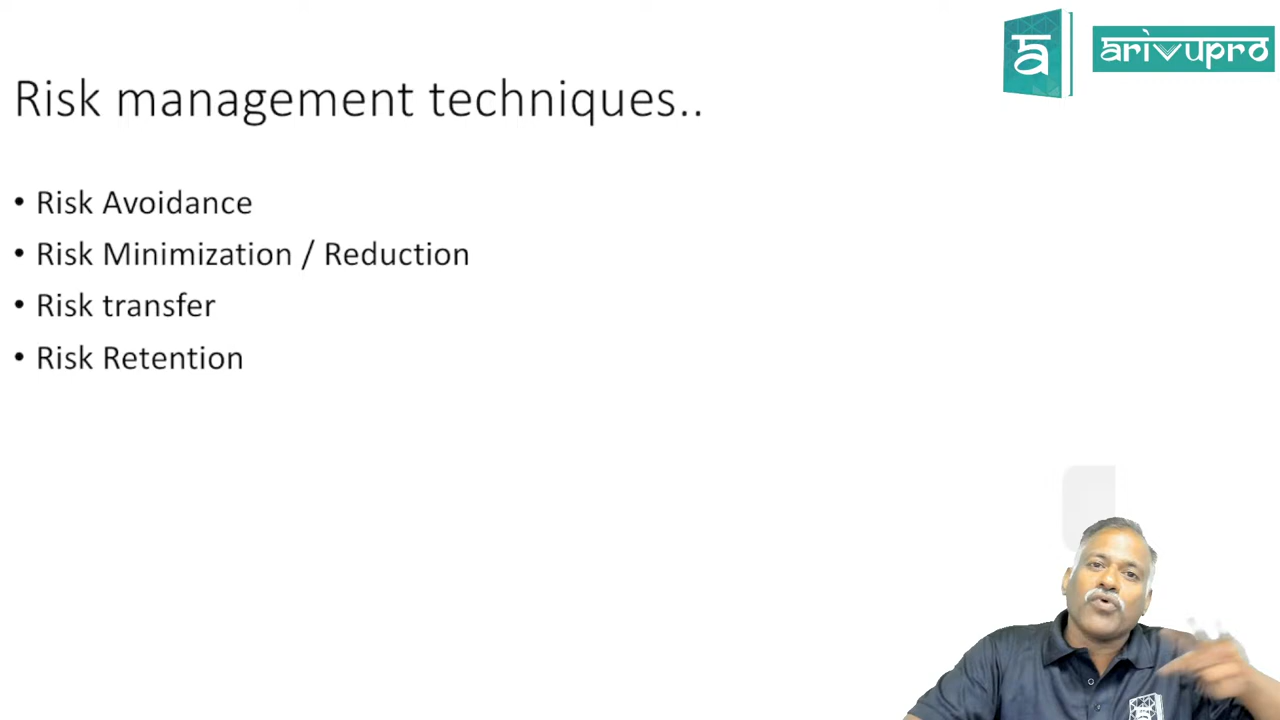 ā
arivupro
Risk management techniques..
• Risk Avoidance
• Risk Minimization / Reduction
• Risk transfer
• Risk Retention